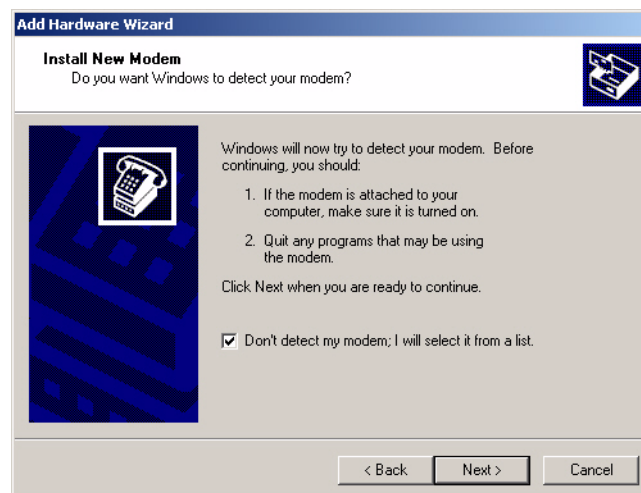 Add Hardware Wizard
Install New Modem
Do you want Windows to detect your modem?
Windows will now try to detect your modem. Before
continuing, you should:
1. If the modem is attached to your
computer, make sure it is turned on.
2. Quit any programs that may be using
the modem.
Click Next when you are ready to continue.
Don't detect my modem; I will select it from a list.
< Back Next > Cancel